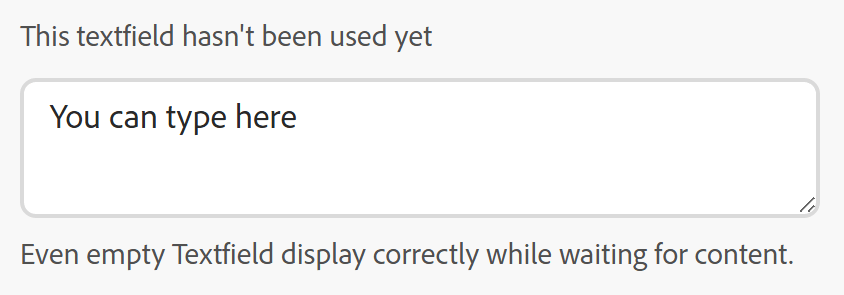 This textfield hasn't been used yet
You can type here
Even empty Textfield display correctly while waiting for content.